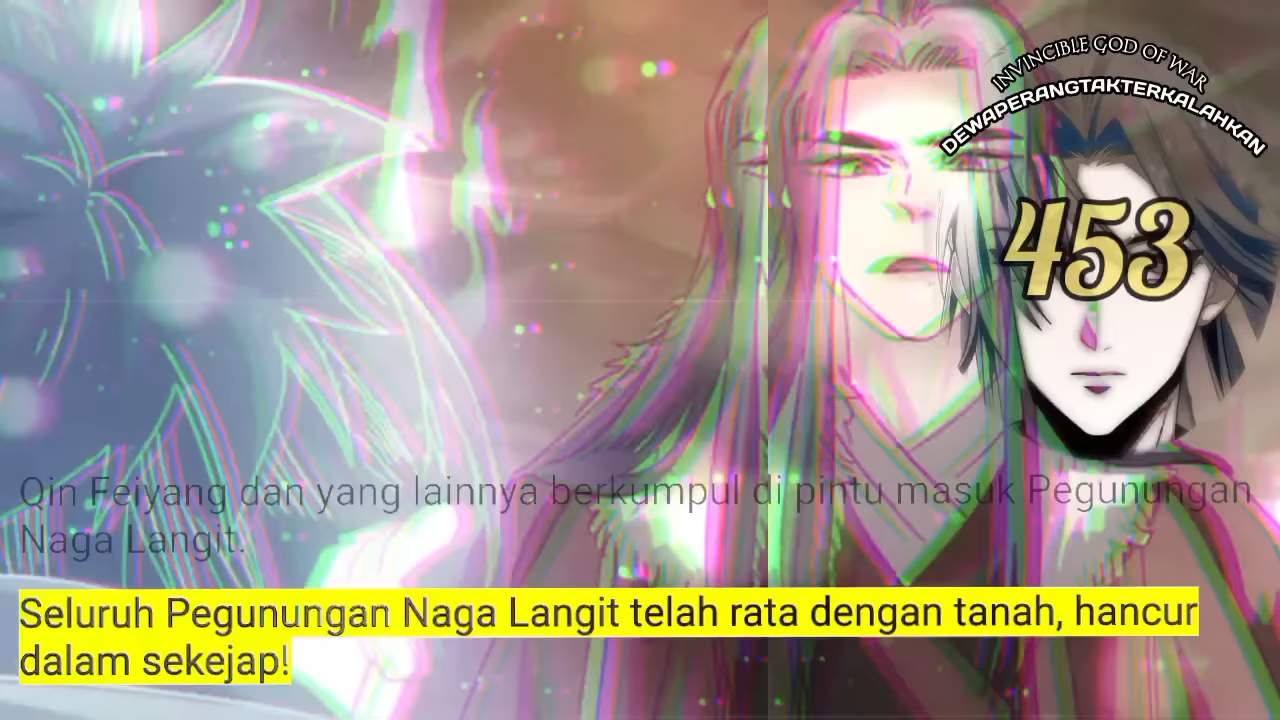 INVINCIBLE GOD OF WAR
DEWAPERANGTAKTERKALAHKAN
453
Qin Feiyang dan yang lainnya berkumpul di pintu masuk Pegunungan
Naga Langit.
Seluruh Pegunungan Naga Langit telah rata dengan tanah, hancur
dalam sekejap!